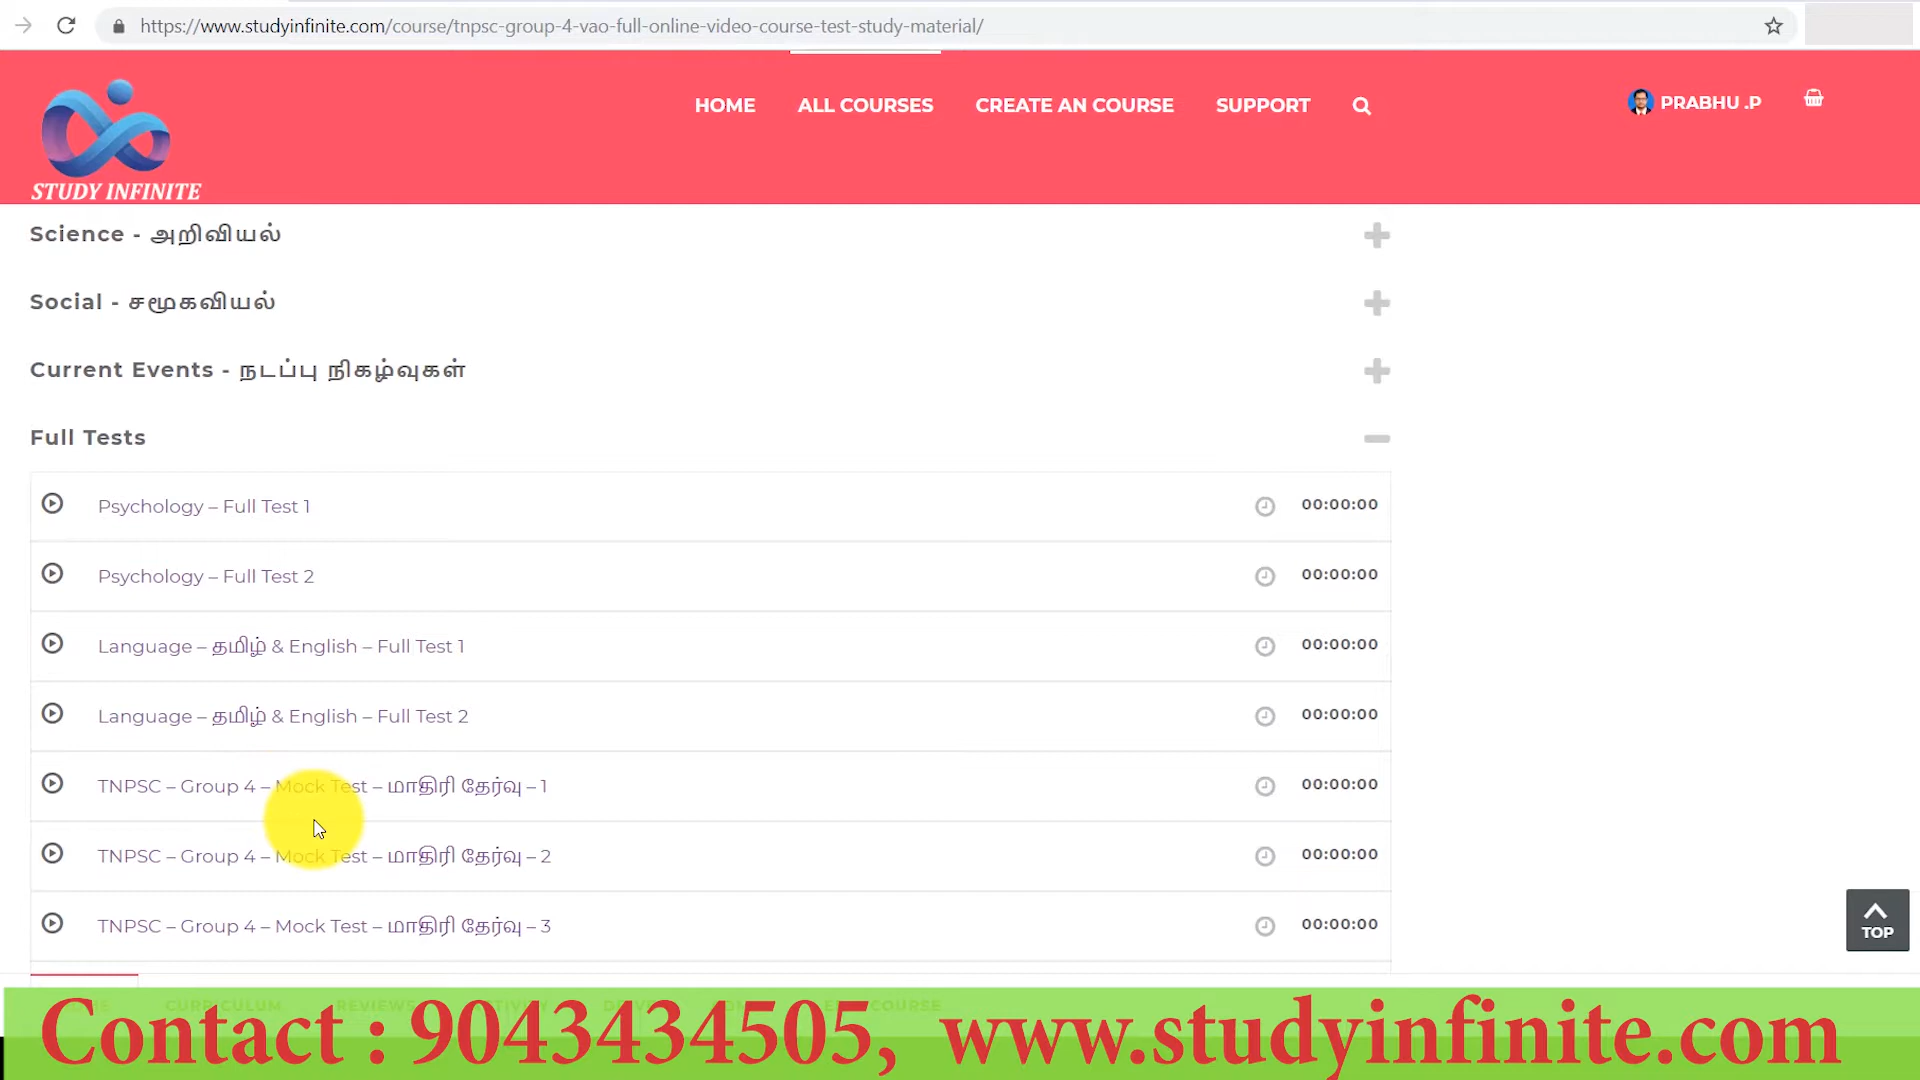 https://www.studyinfinite.com/course/tnpsc-group-4-vao-full-online-video-course-test-study-material/
HOME ALL COURSES CREATE AN COURSE SUPPORT PRABHU .P
STUDY INFINITE
Science - அறிவியல்
Social - சமூகவியல்
Current Events - நடப்பு நிகழ்வுகள்
Full Tests
Psychology – Full Test 1 00:00:00
Psychology – Full Test 2 00:00:00
Language – தமிழ் & English – Full Test 1 00:00:00
Language – தமிழ் & English – Full Test 2 00:00:00
TNPSC – Group 4 – Mock Test – மாதிரி தேர்வு – 1 00:00:00
TNPSC – Group 4 – Mock Test – மாதிரி தேர்வு – 2 00:00:00
TNPSC – Group 4 – Mock Test – மாதிரி தேர்வு – 3 00:00:00
TOP
CURRICULUM REVIEWS COURSE
Contact : 9043434505, www.studyinfinite.com